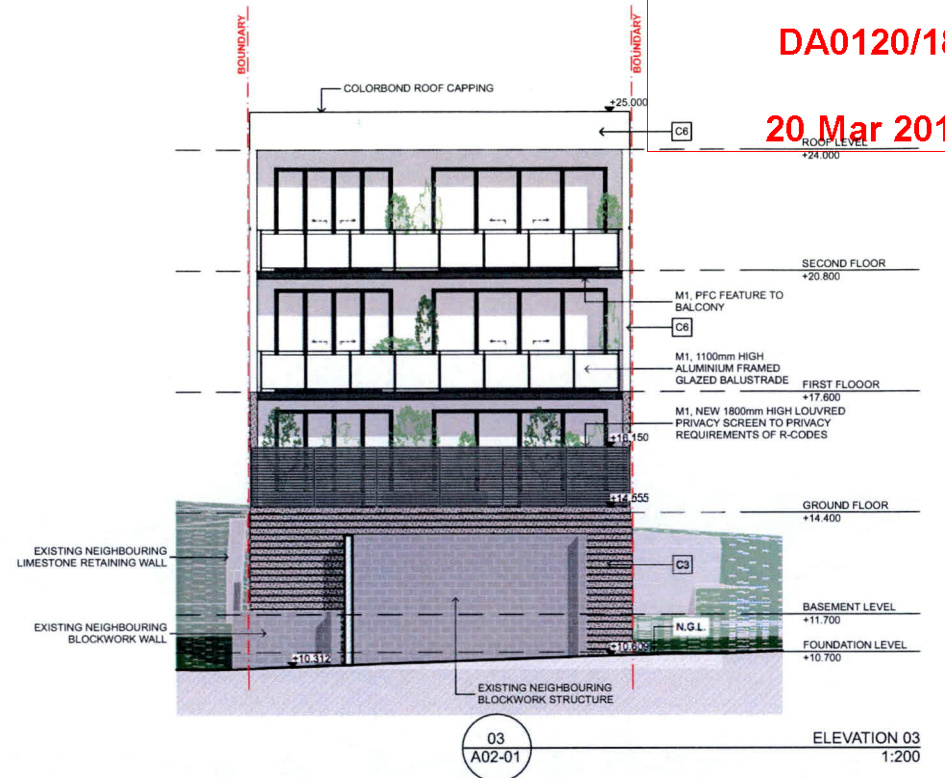 DA0120/18
20 Mar 201
BOUNDARY
BOUNDARY
COLORBOND ROOF CAPPING
+25.000
C6
ROOF LEVEL
+24.000
SECOND FLOOR
+20.800
M1, PFC FEATURE TO
BALCONY
C6
M1, 1100mm HIGH
ALUMINIUM FRAMED
GLAZED BALUSTRADE
FIRST FLOOOR
+17.600
M1, NEW 1800mm HIGH LOUVRED
PRIVACY SCREEN TO PRIVACY
REQUIREMENTS OF R-CODES
+16.150
+14.555
GROUND FLOOR
+14.400
EXISTING NEIGHBOURING
LIMESTONE RETAINING WALL
C3
BASEMENT LEVEL
+11.700
EXISTING NEIGHBOURING
BLOCKWORK WALL
N.G.L.
+10.609
FOUNDATION LEVEL
+10.700
+10.312
EXISTING NEIGHBOURING
BLOCKWORK STRUCTURE
03
A02-01
ELEVATION 03
1:200